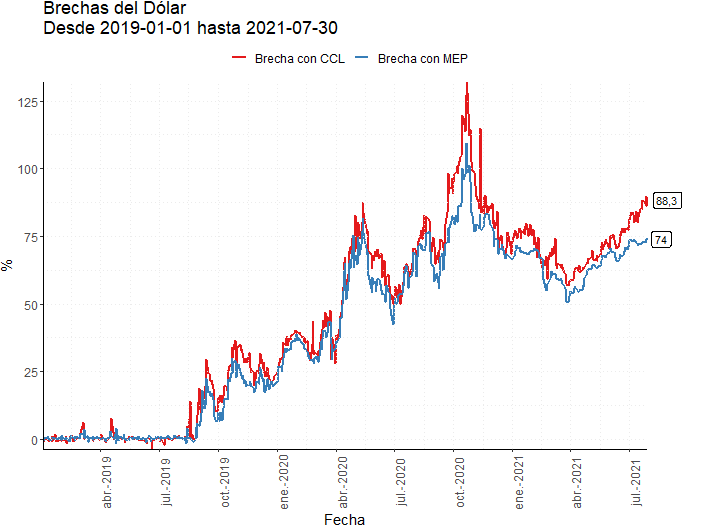 Brechas del Dólar
Desde 2019-01-01 hasta 2021-07-30
Brecha con CCL
Brecha con MEP
%
125
100
75
50
25
0
88,3
74
abr.-2019
jul.-2019
oct.-2019
ene.-2020
abr.-2020
jul.-2020
oct.-2020
ene.-2021
abr.-2021
jul.-2021
Fecha